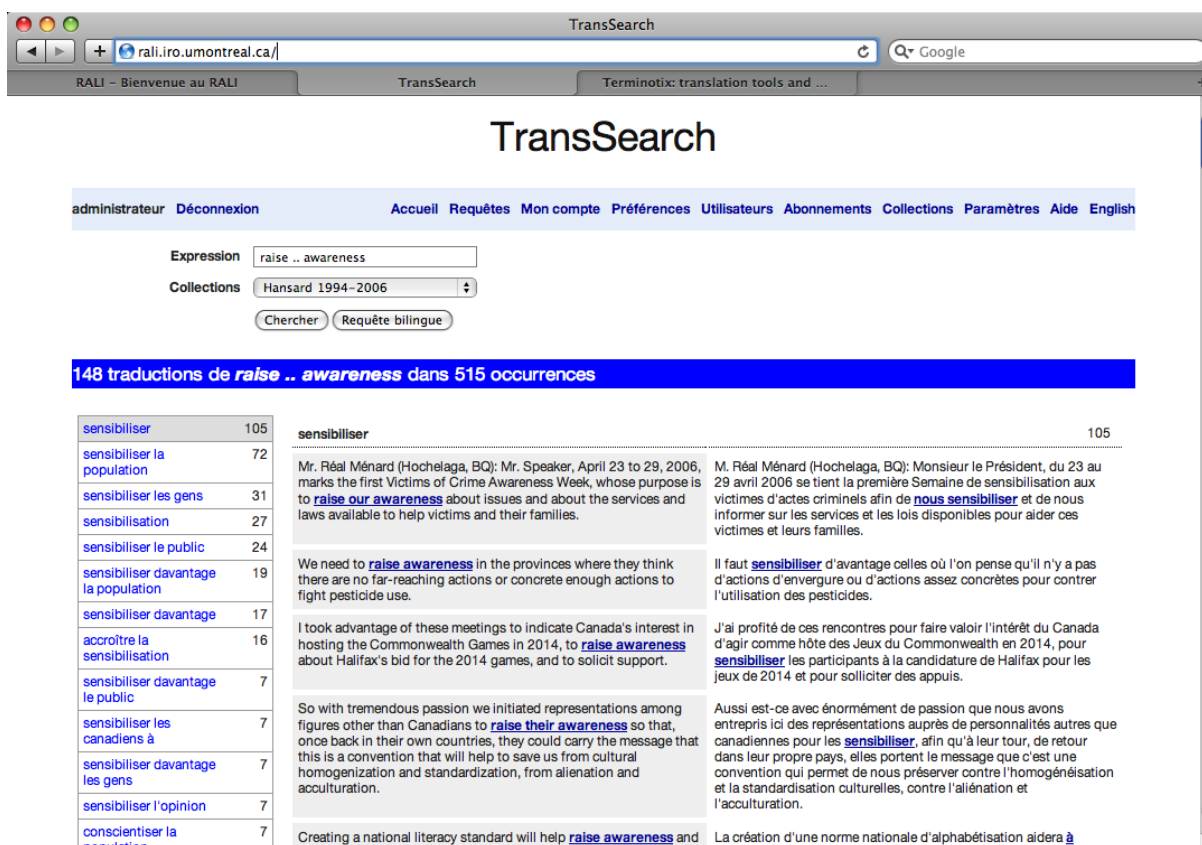 TransSearch
rali.iro.umontreal.ca/
Google
RALI – Bienvenue au RALI
TransSearch
Terminotix: translation tools and ...
TransSearch
administrateur Déconnexion Accueil Requêtes Mon compte Préférences Utilisateurs Abonnements Collections Paramètres Aide English
Expression raise .. awareness
Collections Hansard 1994–2006
Chercher Requête bilingue
148 traductions de raise .. awareness dans 515 occurrences
sensibiliser 105
sensibiliser la
population 72
sensibiliser les gens 31
sensibilisation 27
sensibiliser le public 24
sensibiliser davantage
la population 19
sensibiliser davantage 17
accroître la
sensibilisation 16
sensibiliser davantage
le public 7
sensibiliser les
canadiens à 7
sensibiliser davantage
les gens 7
sensibiliser l'opinion 7
conscientiser la 7
sensibiliser 105
Mr. Réal Ménard (Hochelaga, BQ): Mr. Speaker, April 23 to 29, 2006,
marks the first Victims of Crime Awareness Week, whose purpose is
to raise our awareness about issues and about the services and
laws available to help victims and their families.
M. Réal Ménard (Hochelaga, BQ): Monsieur le Président, du 23 au
29 avril 2006 se tient la première Semaine de sensibilisation aux
victimes d'actes criminels afin de nous sensibiliser et de nous
informer sur les services et les lois disponibles pour aider ces
victimes et leurs familles.
We need to raise awareness in the provinces where they think
there are no far-reaching actions or concrete enough actions to
fight pesticide use.
Il faut sensibiliser d'avantage celles où l'on pense qu'il n'y a pas
d'actions d'envergure ou d'actions assez concrètes pour contrer
l'utilisation des pesticides.
I took advantage of these meetings to indicate Canada's interest in
hosting the Commonwealth Games in 2014, to raise awareness
about Halifax's bid for the 2014 games, and to solicit support.
J'ai profité de ces rencontres pour faire valoir l'intérêt du Canada
d'agir comme hôte des Jeux du Commonwealth en 2014, pour
sensibiliser les participants à la candidature de Halifax pour les
jeux de 2014 et pour solliciter des appuis.
So with tremendous passion we initiated representations among
figures other than Canadians to raise their awareness so that,
once back in their own countries, they could carry the message that
this is a convention that will help to save us from cultural
homogenization and standardization, from alienation and
acculturation.
Aussi est-ce avec énormément de passion que nous avons
entrepris ici des représentations auprès de personnalités autres que
canadiennes pour les sensibiliser, afin qu'à leur tour, de retour
dans leur propre pays, elles portent le message que c'est une
convention qui permet de nous préserver contre l'homogénéisation
et la standardisation culturelles, contre l'aliénation et
l'acculturation.
Creating a national literacy standard will help raise awareness and
La création d'une norme nationale d'alphabétisation aidera à